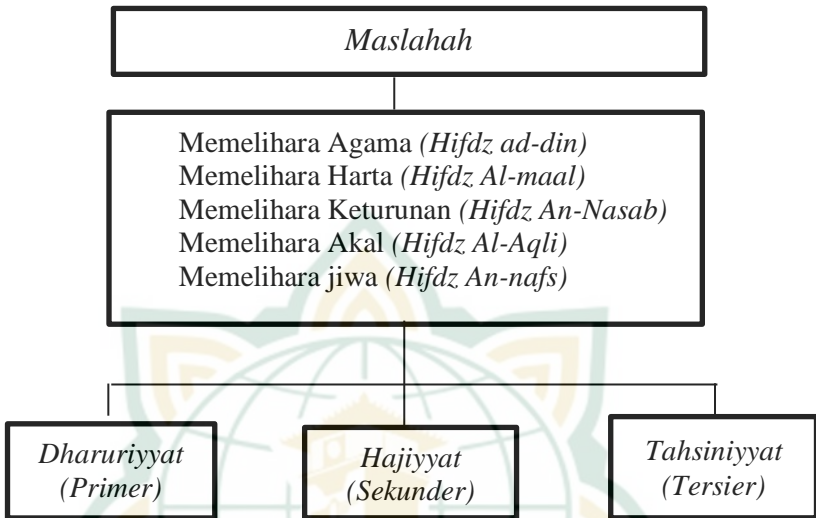 Maslahah
Memelihara Agama (Hifdz ad-din)
Memelihara Harta (Hifdz Al-maal)
Memelihara Keturunan (Hifdz An-Nasab)
Memelihara Akal (Hifdz Al-Aqli)
Memelihara jiwa (Hifdz An-nafs)
Dharuriyyat
(Primer)
Hajiyyat
(Sekunder)
Tahsiniyyat
(Tersier)